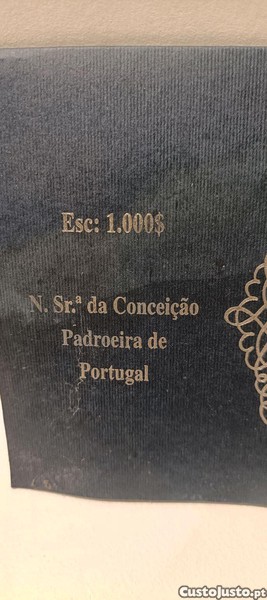 Esc: 1.000$
N. Sr.ª da Conceição
Padroeira de
Portugal
CustoJusto.pt